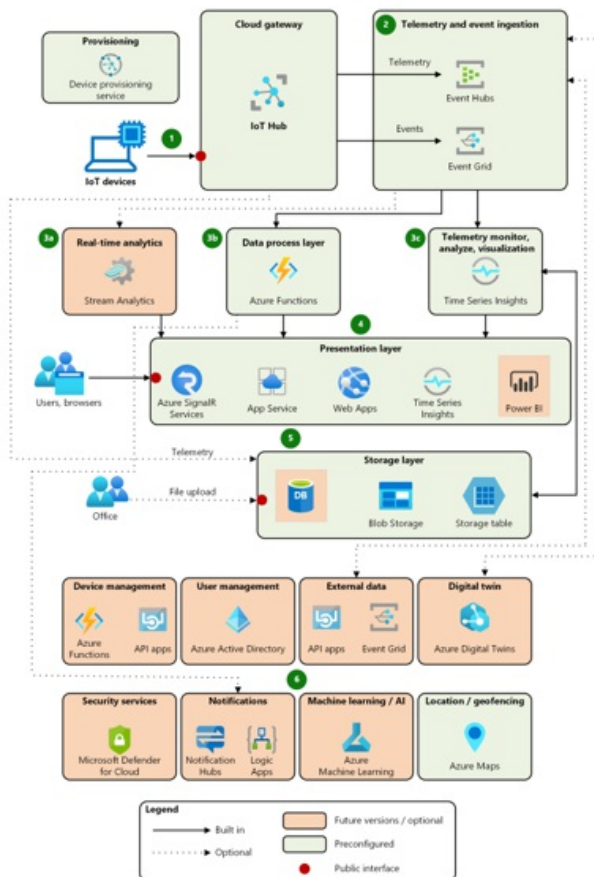 Provisioning
Device provisioning
service
Cloud gateway
IoT Hub
2
Telemetry and event ingestion
Telemetry
Event Hubs
Events
Event Grid
1
IoT devices
3a
Real-time analytics
Stream Analytics
3b
Data process layer
Azure Functions
3c
Telemetry monitor,
analyze, visualization
Time Series Insights
4
Presentation layer
Users, browsers
Azure SignalR
Services
App Service
Web Apps
Time Series
Insights
Power BI
5
Telemetry
Storage layer
File upload
Office
DB
Blob Storage
Storage table
Device management
Azure
Functions
API apps
User management
Azure Active Directory
External data
API apps
Event Grid
Digital twin
Azure Digital Twins
6
Security services
Microsoft Defender
for Cloud
Notifications
Notification
Hubs
Logic
Apps
Machine learning / AI
Azure
Machine Learning
Location / geofencing
Azure Maps
Legend
Built in
Optional
Future versions / optional
Preconfigured
Public interface